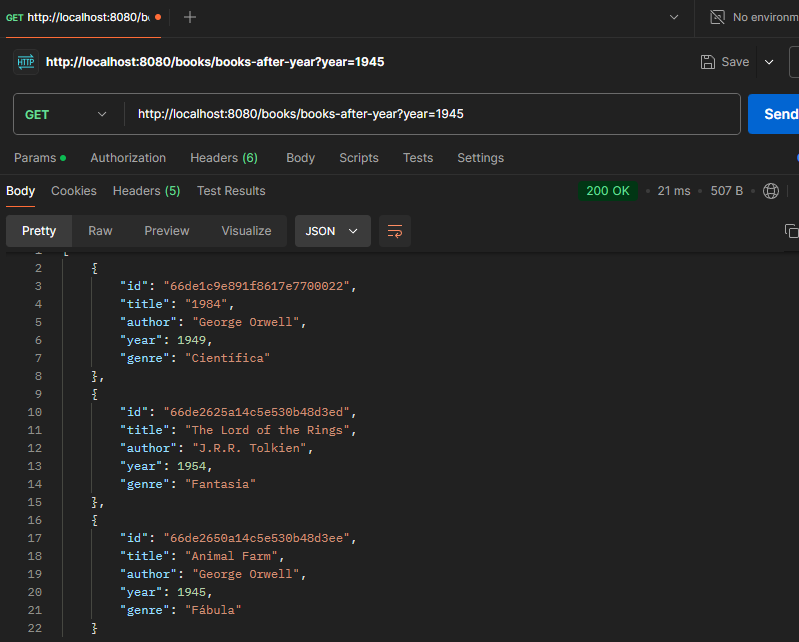 GET http://localhost:8080/b No environm
HTTP http://localhost:8080/books/books-after-year?year=1945 Save
GET http://localhost:8080/books/books-after-year?year=1945 Send
Params Authorization Headers (6) Body Scripts Tests Settings
Body Cookies Headers (5) Test Results 200 OK 21 ms 507 B
Pretty Raw Preview Visualize JSON
1 [
2 {
3 "id": "66de1c9e891f8617e7700022",
4 "title": "1984",
5 "author": "George Orwell",
6 "year": 1949,
7 "genre": "Científica"
8 },
9 {
10 "id": "66de2625a14c5e530b48d3ed",
11 "title": "The Lord of the Rings",
12 "author": "J.R.R. Tolkien",
13 "year": 1954,
14 "genre": "Fantasia"
15 },
16 {
17 "id": "66de2650a14c5e530b48d3ee",
18 "title": "Animal Farm",
19 "author": "George Orwell",
20 "year": 1945,
21 "genre": "Fábula"
22 }